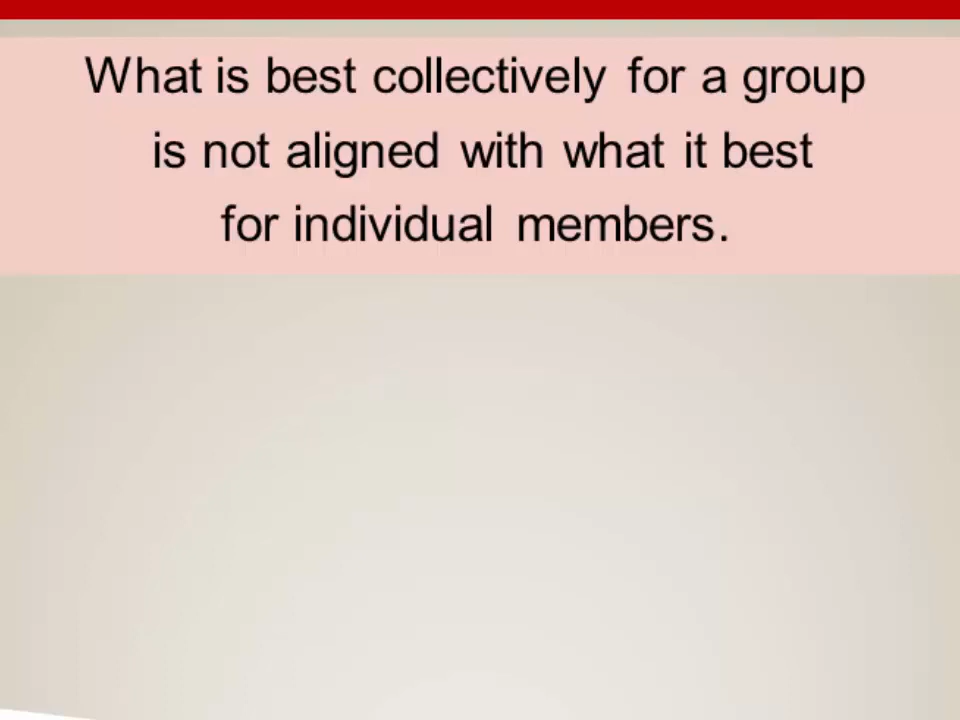 What is best collectively for a group
is not aligned with what it best
for individual members.